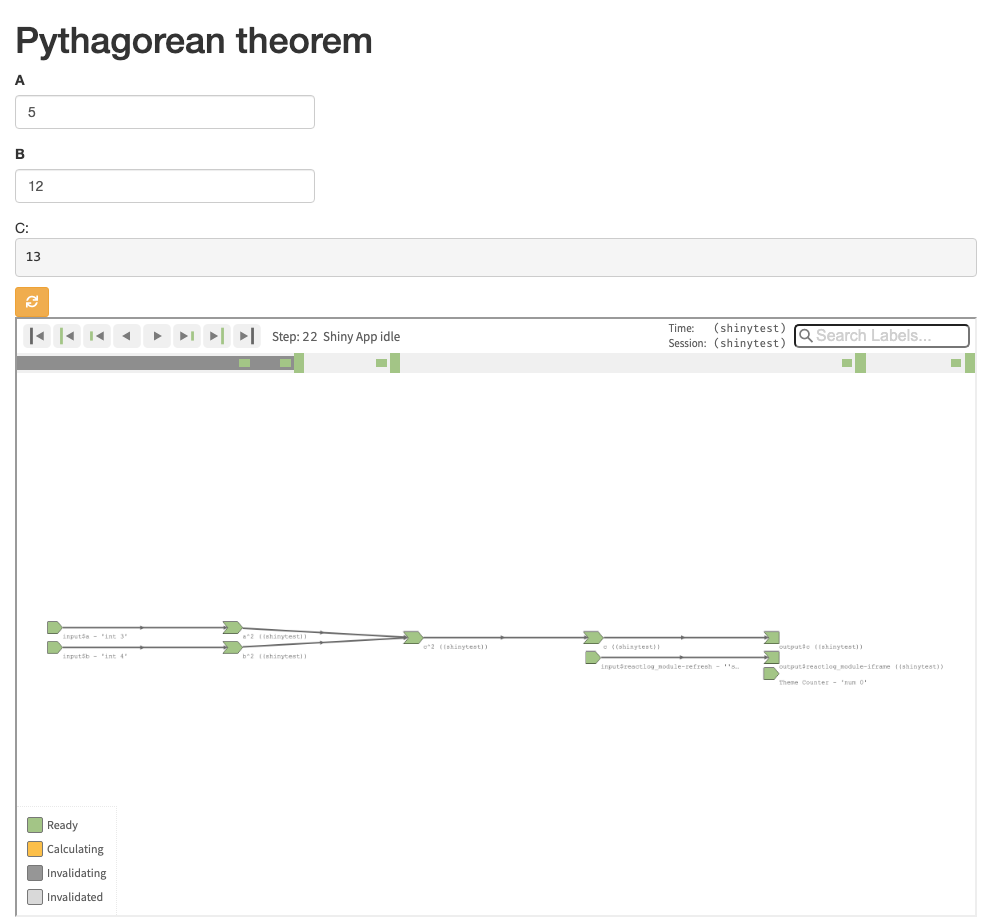 Pythagorean theorem
A
5
B
12
C:
13
Step: 22 Shiny App idle
Time: (shinytest)
Session: (shinytest)
Search Labels...
input$a - 'int 3'
a^2 ((shinytest))
input$b - 'int 4'
b^2 ((shinytest))
c^2 ((shinytest))
c ((shinytest))
output$c ((shinytest))
input$reactlog_module-refresh - ''s…
output$reactlog_module-iframe ((shinytest))
Theme Counter - 'num 0'
Ready
Calculating
Invalidating
Invalidated